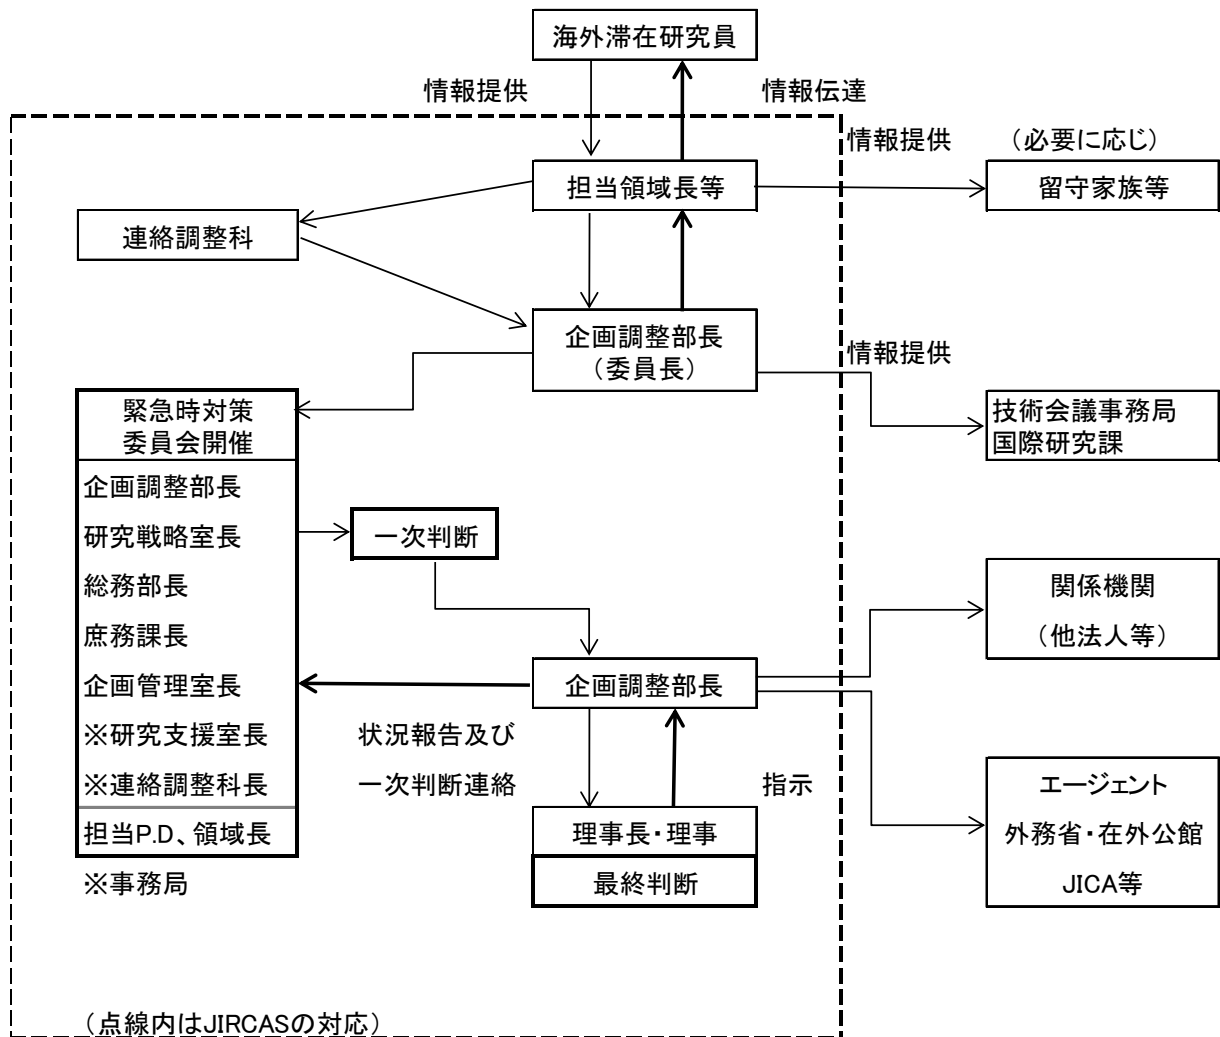 海外滞在研究員
情報提供
情報伝達
情報提供
（必要に応じ）
担当領域長等
留守家族等
連絡調整科
企画調整部長
（委員長）
情報提供
緊急時対策
委員会開催
技術会議事務局
国際研究課
企画調整部長
研究戦略室長
一次判断
総務部長
庶務課長
企画管理室長
※研究支援室長
※連絡調整科長
担当P.D、領域長
※事務局
関係機関
（他法人等）
企画調整部長
状況報告及び
一次判断連絡
指示
エージェント
外務省・在外公館
JICA等
理事長・理事
最終判断
（点線内はJIRCASの対応）